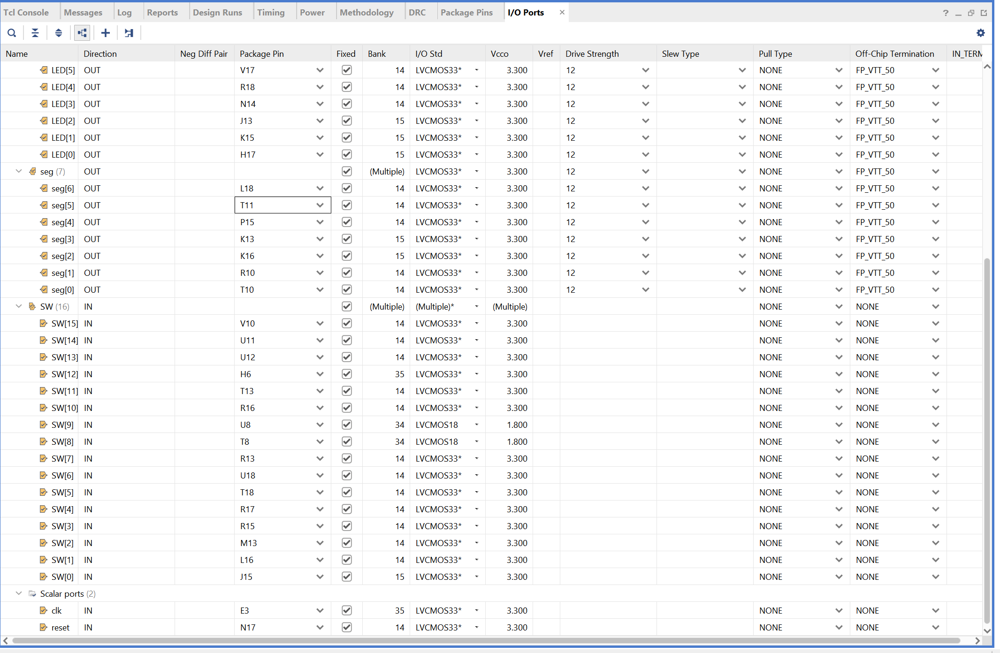 Tcl Console Messages Log Reports Design Runs Timing Power Methodology DRC Package Pins I/O Ports × ?
Name Direction Neg Diff Pair Package Pin Fixed Bank I/O Std Vcco Vref Drive Strength Slew Type Pull Type Off-Chip Termination IN_TERM
LED[5] OUT V17 14 LVCMOS33* 3.300 12 NONE FP_VTT_50
LED[4] OUT R18 14 LVCMOS33* 3.300 12 NONE FP_VTT_50
LED[3] OUT N14 14 LVCMOS33* 3.300 12 NONE FP_VTT_50
LED[2] OUT J13 15 LVCMOS33* 3.300 12 NONE FP_VTT_50
LED[1] OUT K15 15 LVCMOS33* 3.300 12 NONE FP_VTT_50
LED[0] OUT H17 15 LVCMOS33* 3.300 12 NONE FP_VTT_50
seg (7) OUT (Multiple) LVCMOS33* 3.300 12 NONE FP_VTT_50
seg[6] OUT L18 14 LVCMOS33* 3.300 12 NONE FP_VTT_50
seg[5] OUT T11 14 LVCMOS33* 3.300 12 NONE FP_VTT_50
seg[4] OUT P15 14 LVCMOS33* 3.300 12 NONE FP_VTT_50
seg[3] OUT K13 15 LVCMOS33* 3.300 12 NONE FP_VTT_50
seg[2] OUT K16 15 LVCMOS33* 3.300 12 NONE FP_VTT_50
seg[1] OUT R10 14 LVCMOS33* 3.300 12 NONE FP_VTT_50
seg[0] OUT T10 14 LVCMOS33* 3.300 12 NONE FP_VTT_50
SW (16) IN (Multiple) (Multiple)* (Multiple) NONE NONE
SW[15] IN V10 14 LVCMOS33* 3.300 NONE NONE
SW[14] IN U11 14 LVCMOS33* 3.300 NONE NONE
SW[13] IN U12 14 LVCMOS33* 3.300 NONE NONE
SW[12] IN H6 35 LVCMOS33* 3.300 NONE NONE
SW[11] IN T13 14 LVCMOS33* 3.300 NONE NONE
SW[10] IN R16 14 LVCMOS33* 3.300 NONE NONE
SW[9] IN U8 34 LVCMOS18 1.800 NONE NONE
SW[8] IN T8 34 LVCMOS18 1.800 NONE NONE
SW[7] IN R13 14 LVCMOS33* 3.300 NONE NONE
SW[6] IN U18 14 LVCMOS33* 3.300 NONE NONE
SW[5] IN T18 14 LVCMOS33* 3.300 NONE NONE
SW[4] IN R17 14 LVCMOS33* 3.300 NONE NONE
SW[3] IN R15 14 LVCMOS33* 3.300 NONE NONE
SW[2] IN M13 14 LVCMOS33* 3.300 NONE NONE
SW[1] IN L16 14 LVCMOS33* 3.300 NONE NONE
SW[0] IN J15 15 LVCMOS33* 3.300 NONE NONE
Scalar ports (2)
clk IN E3 35 LVCMOS33* 3.300 NONE NONE
reset IN N17 14 LVCMOS33* 3.300 NONE NONE